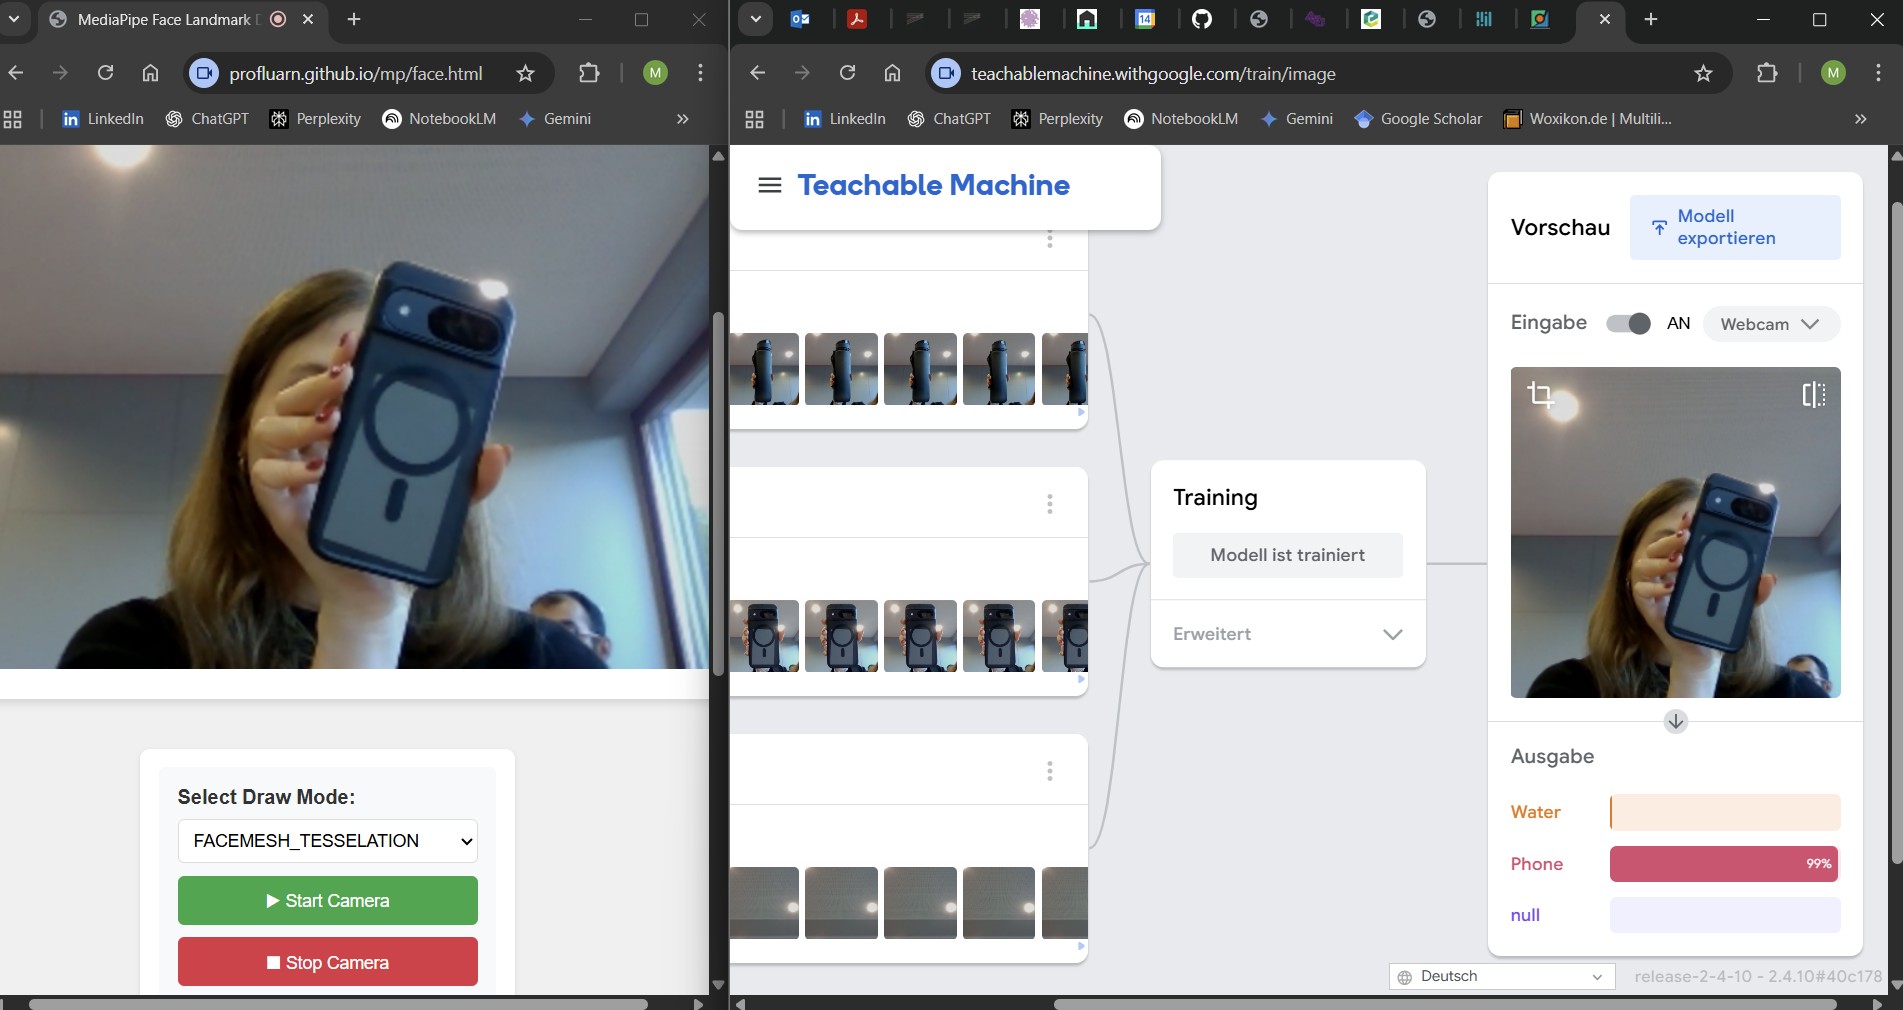 MediaPipe Face Landmark
profluarn.github.io/mp/face.html
M
LinkedIn
ChatGPT
Perplexity
NotebookLM
Gemini
»
Select Draw Mode:
FACEMESH_TESSELATION
▶ Start Camera
■ Stop Camera
14
teachablemachine.withgoogle.com/train/image
M
LinkedIn
ChatGPT
Perplexity
NotebookLM
Gemini
Google Scholar
Woxikon.de | Multili...
»
Teachable Machine
Training
Modell ist trainiert
Erweitert
Vorschau
Modell
exportieren
Eingabe
AN
Webcam
Ausgabe
Water
Phone
99%
null
Deutsch
release-2-4-10 - 2.4.10#40c178